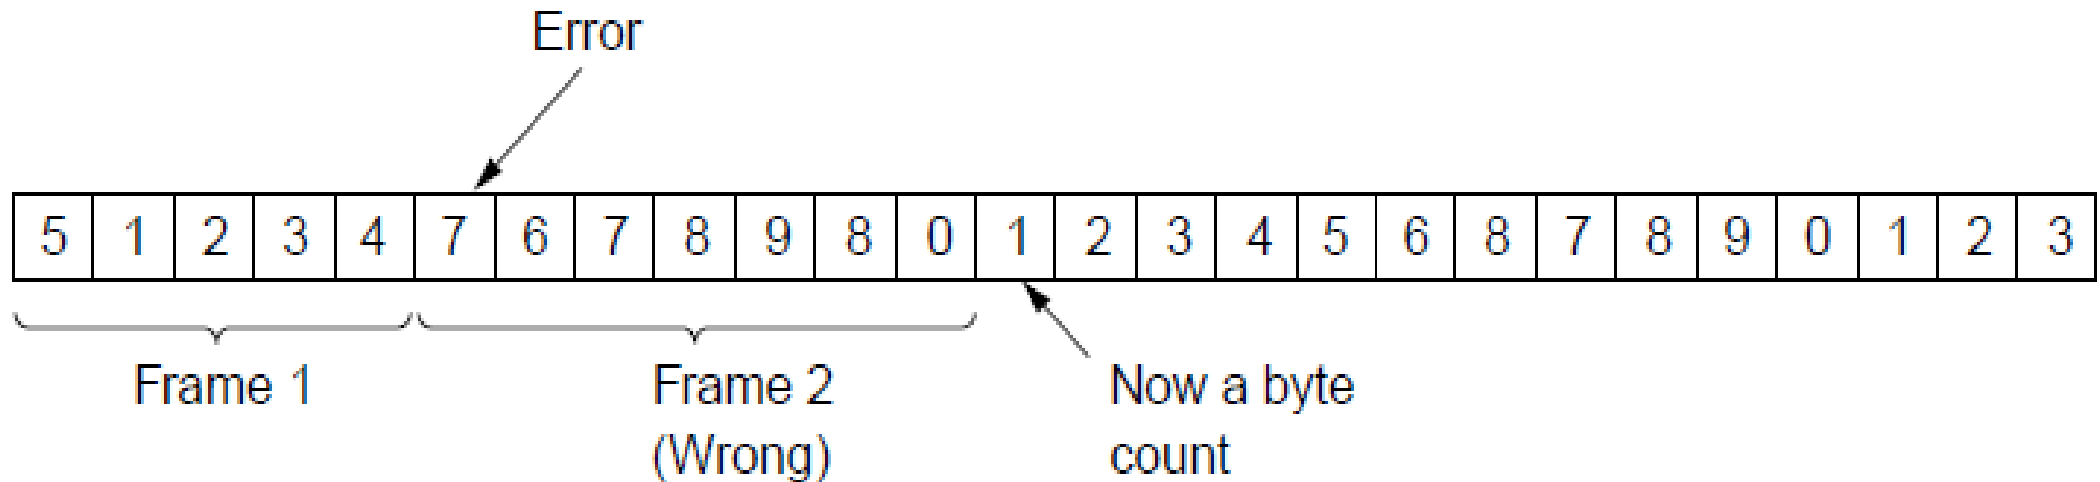 Error
5 1 2 3 4 7 6 7 8 9 8 0 1 2 3 4 5 6 8 7 8 9 0 1 2 3
Frame 1
Frame 2
(Wrong)
Now a byte
count